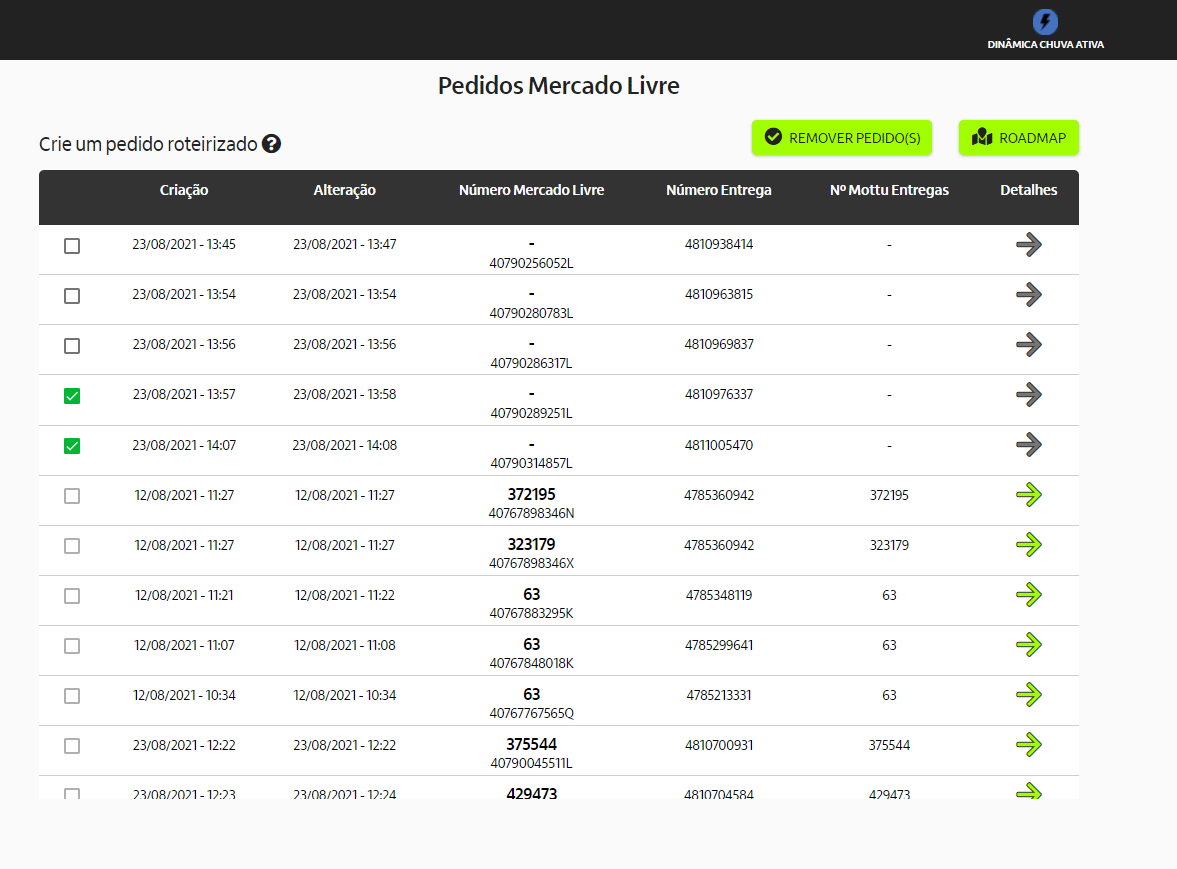 DINÂMICA CHUVA ATIVA
Pedidos Mercado Livre
Crie um pedido roteirizado ?
REMOVER PEDIDO(S) ROADMAP
Criação Alteração Número Mercado Livre Número Entrega Nº Mottu Entregas Detalhes
23/08/2021 - 13:45 23/08/2021 - 13:47 - 4810938414 -
40790256052L
23/08/2021 - 13:54 23/08/2021 - 13:54 - 4810963815 -
40790280783L
23/08/2021 - 13:56 23/08/2021 - 13:56 - 4810969837 -
40790286317L
23/08/2021 - 13:57 23/08/2021 - 13:58 - 4810976337 -
40790289251L
23/08/2021 - 14:07 23/08/2021 - 14:08 - 4811005470 -
40790314857L
12/08/2021 - 11:27 12/08/2021 - 11:27 372195 4785360942 372195
40767898346N
12/08/2021 - 11:27 12/08/2021 - 11:27 323179 4785360942 323179
40767898346X
12/08/2021 - 11:21 12/08/2021 - 11:22 63 4785348119 63
40767883295K
12/08/2021 - 11:07 12/08/2021 - 11:08 63 4785299641 63
40767848018K
12/08/2021 - 10:34 12/08/2021 - 10:34 63 4785213331 63
40767767565Q
23/08/2021 - 12:22 23/08/2021 - 12:22 375544 4810700931 375544
40790045511L
23/08/2021 - 12:23 23/08/2021 - 12:24 429473 4810704584 429473